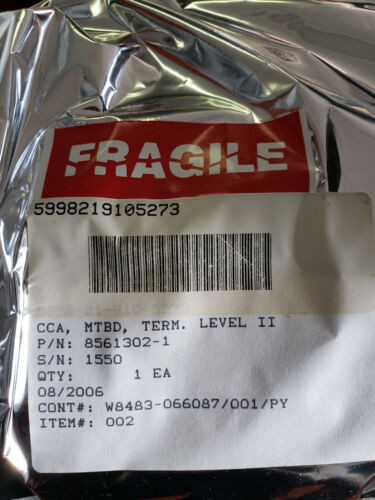 FRAGILE
5998219105273
CCA, MTBD, TERM. LEVEL II
P/N: 8561302-1
S/N: 1550
QTY: 1 EA
08/2006
CONT#: W8483-066087/001/PY
ITEM#: 002